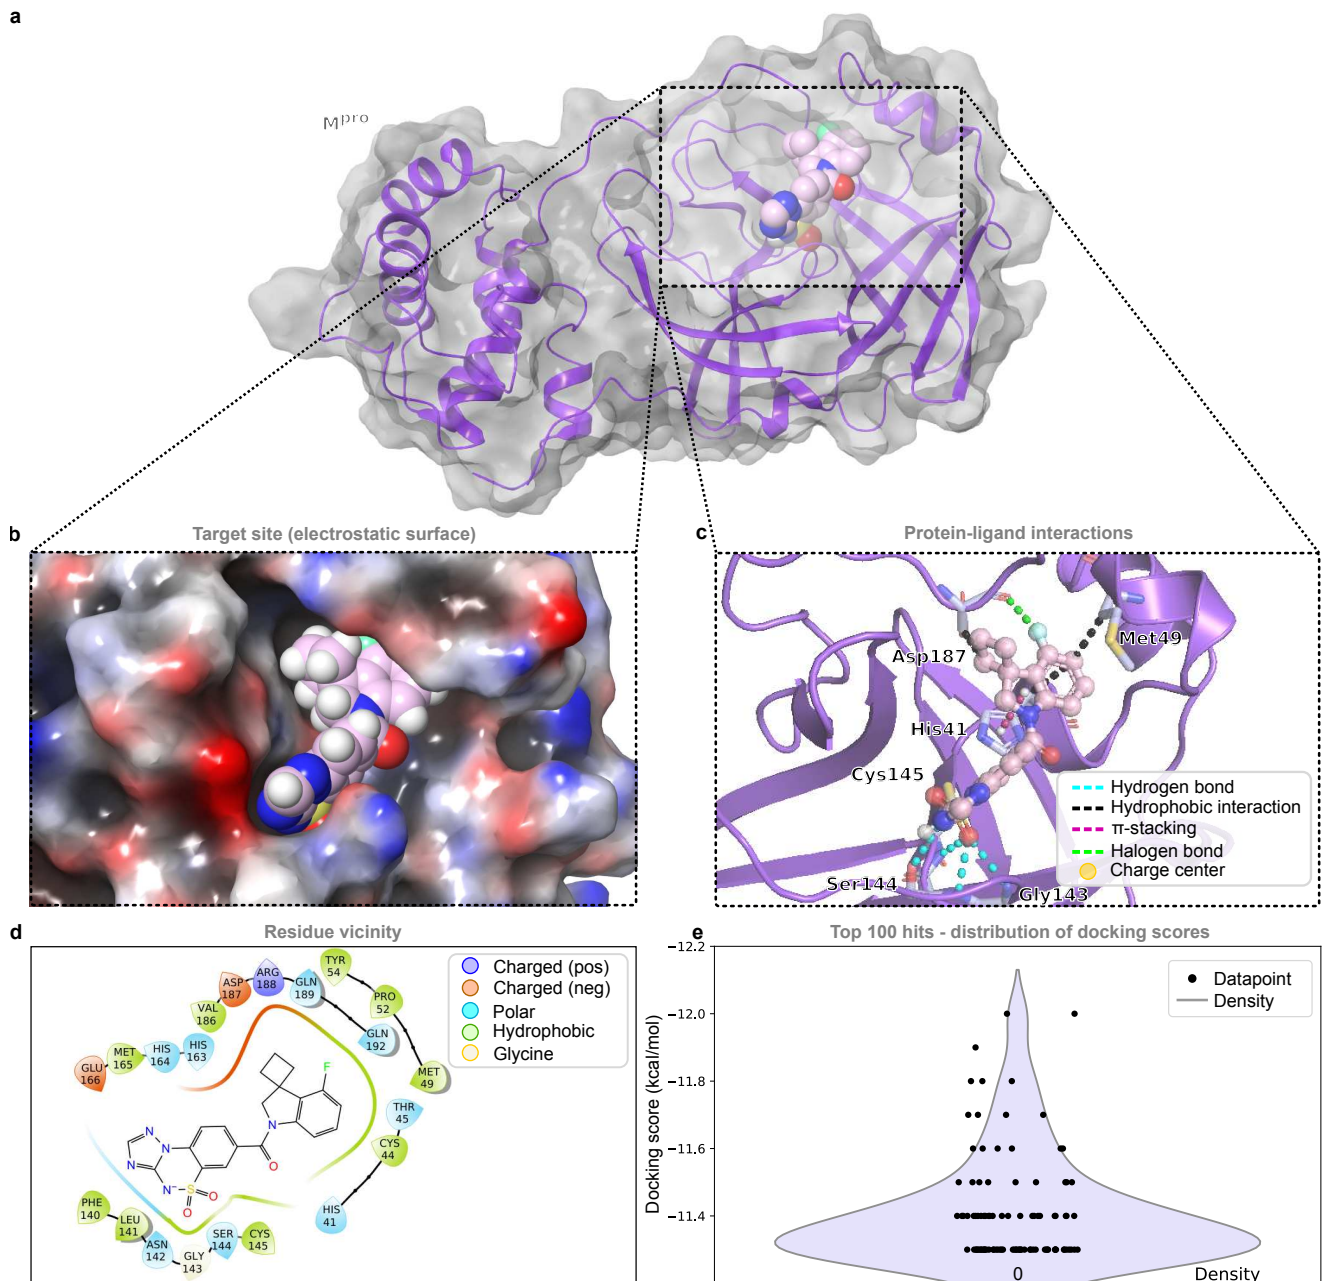 a
Mpro
b
Target site (electrostatic surface)
c
Protein-ligand interactions
Met49
Asp187
His41
Cys145
Ser144
Gly143
Hydrogen bond
Hydrophobic interaction
π-stacking
Halogen bond
Charge center
d
Residue vicinity
TYR
54
ASP
187
ARG
188
GLN
189
PRO
52
VAL
186
GLN
192
MET
165
HIS
164
HIS
163
GLU
166
MET
49
THR
45
CYS
44
HIS
41
PHE
140
LEU
141
ASN
142
GLY
143
SER
144
CYS
145
F
N
O
N
N
N
N⁻
S
O
O
Charged (pos)
Charged (neg)
Polar
Hydrophobic
Glycine
e
Top 100 hits - distribution of docking scores
Docking score (kcal/mol)
−12.2
−12.0
−11.8
−11.6
−11.4
Datapoint
Density
0
Density